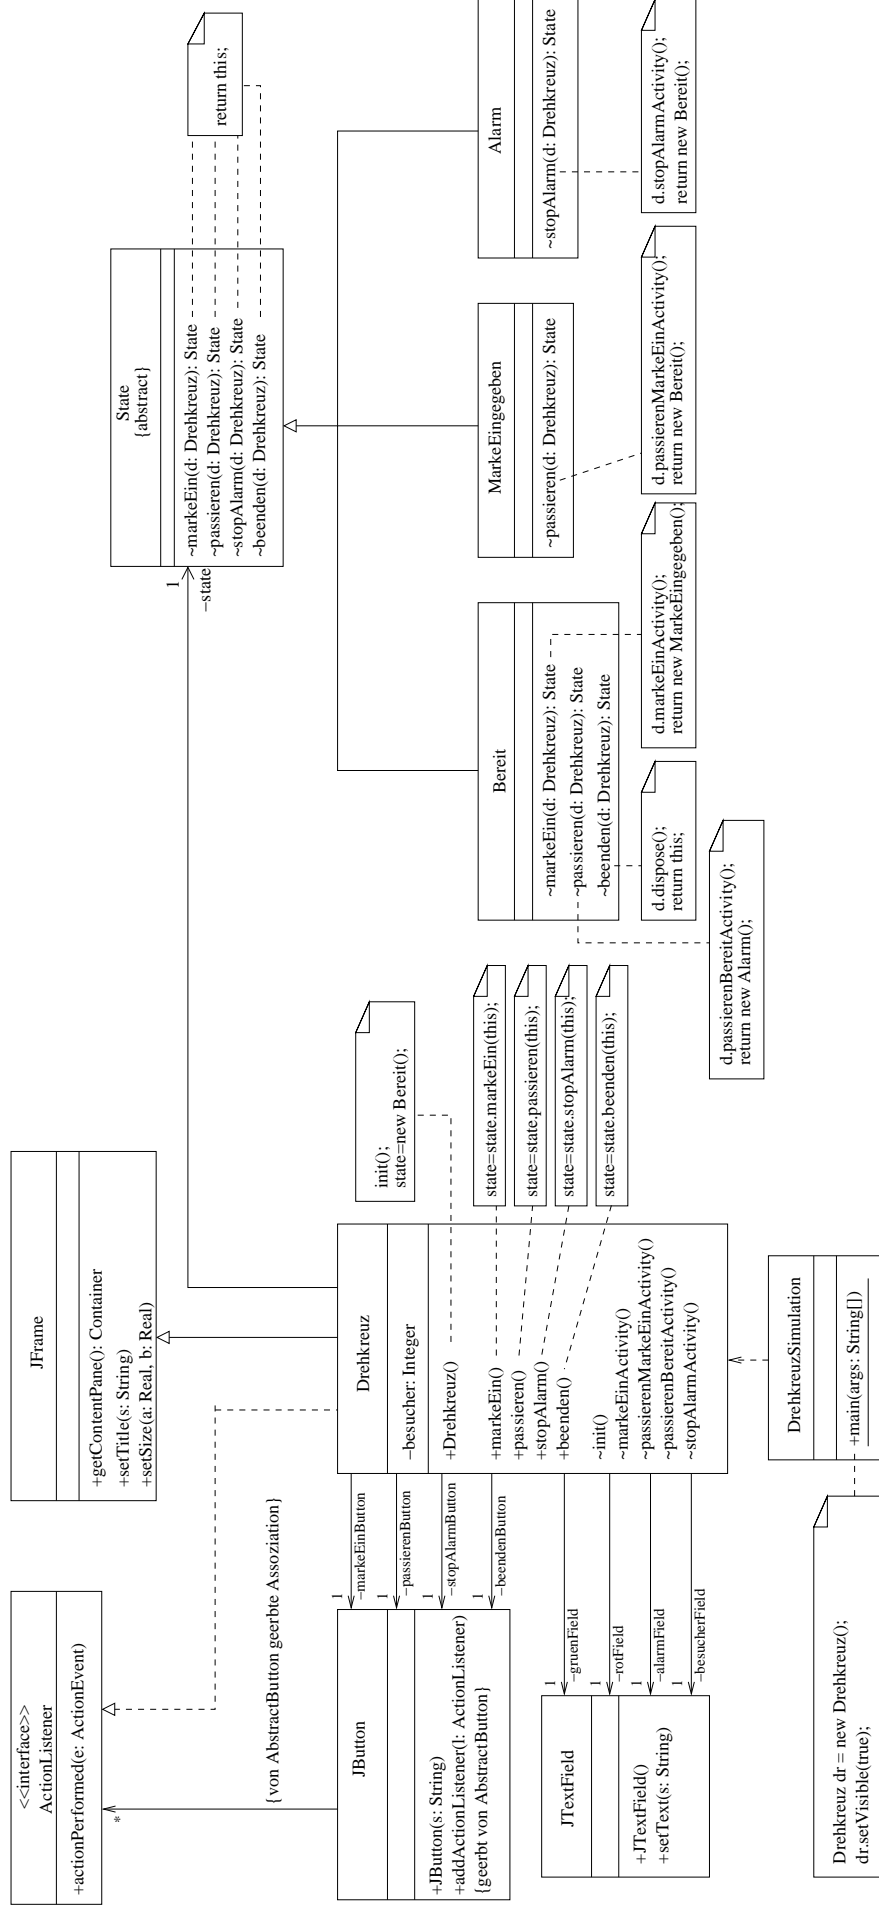 <<interface>>
ActionListener
+actionPerformed(e: ActionEvent)
*
{von AbstractButton geerbte Assoziation}
JFrame
+getContentPane(): Container
+setTitle(s: String)
+setSize(a: Real, b: Real)
State
{abstract}
~markeEin(d: Drehkreuz): State
~passieren(d: Drehkreuz): State
~stopAlarm(d: Drehkreuz): State
~beenden(d: Drehkreuz): State
return this;
1
−state
JButton
+JButton(s: String)
+addActionListener(l: ActionListener)
{geerbt von AbstractButton}
1
−markeEinButton
1
−passierenButton
1
−stopAlarmButton
1
−beendenButton
JTextField
+JTextField()
+setText(s: String)
1
−gruenField
1
−rotField
1
−alarmField
1
−besucherField
Drehkreuz
−besucher: Integer
+Drehkreuz()
+markeEin()
+passieren()
+stopAlarm()
+beenden()
~init()
~markeEinActivity()
~passierenMarkeEinActivity()
~passierenBereitActivity()
~stopAlarmActivity()
init();
state=new Bereit();
state=state.markeEin(this);
state=state.passieren(this);
state=state.stopAlarm(this);
state=state.beenden(this);
Bereit
~markeEin(d: Drehkreuz): State
~passieren(d: Drehkreuz): State
~beenden(d: Drehkreuz): State
d.dispose();
return this;
d.passierenBereitActivity();
return new Alarm();
d.markeEinActivity();
return new MarkeEingegeben();
MarkeEingegeben
~passieren(d: Drehkreuz): State
d.passierenMarkeEinActivity();
return new Bereit();
Alarm
~stopAlarm(d: Drehkreuz): State
d.stopAlarmActivity();
return new Bereit();
Drehkreuz dr = new Drehkreuz();
dr.setVisible(true);
DrehkreuzSimulation
+main(args: String[])